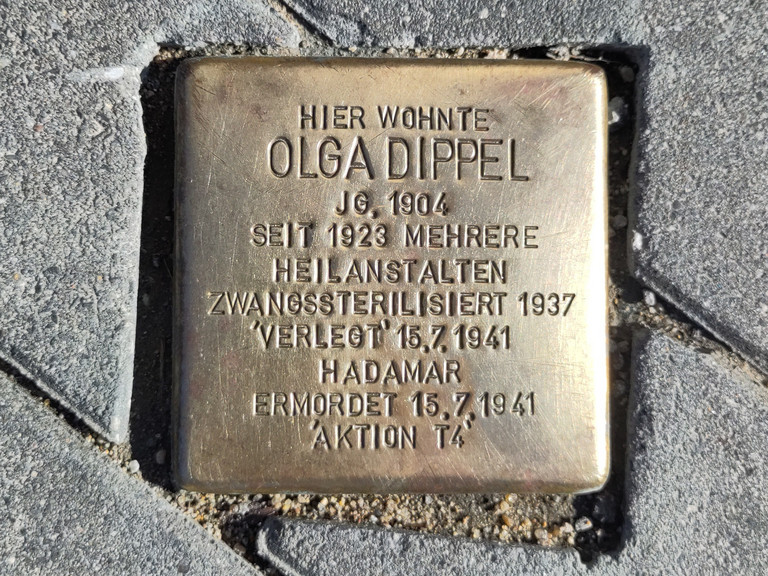 HIER WOHNTE
OLGA DIPPEL
JG. 1904
SEIT 1923 MEHRERE
HEILANSTALTEN
ZWANGSSTERILISIERT 1937
'VERLEGT' 15.7.1941
HADAMAR
ERMORDET 15.7.1941
'AKTION T4'